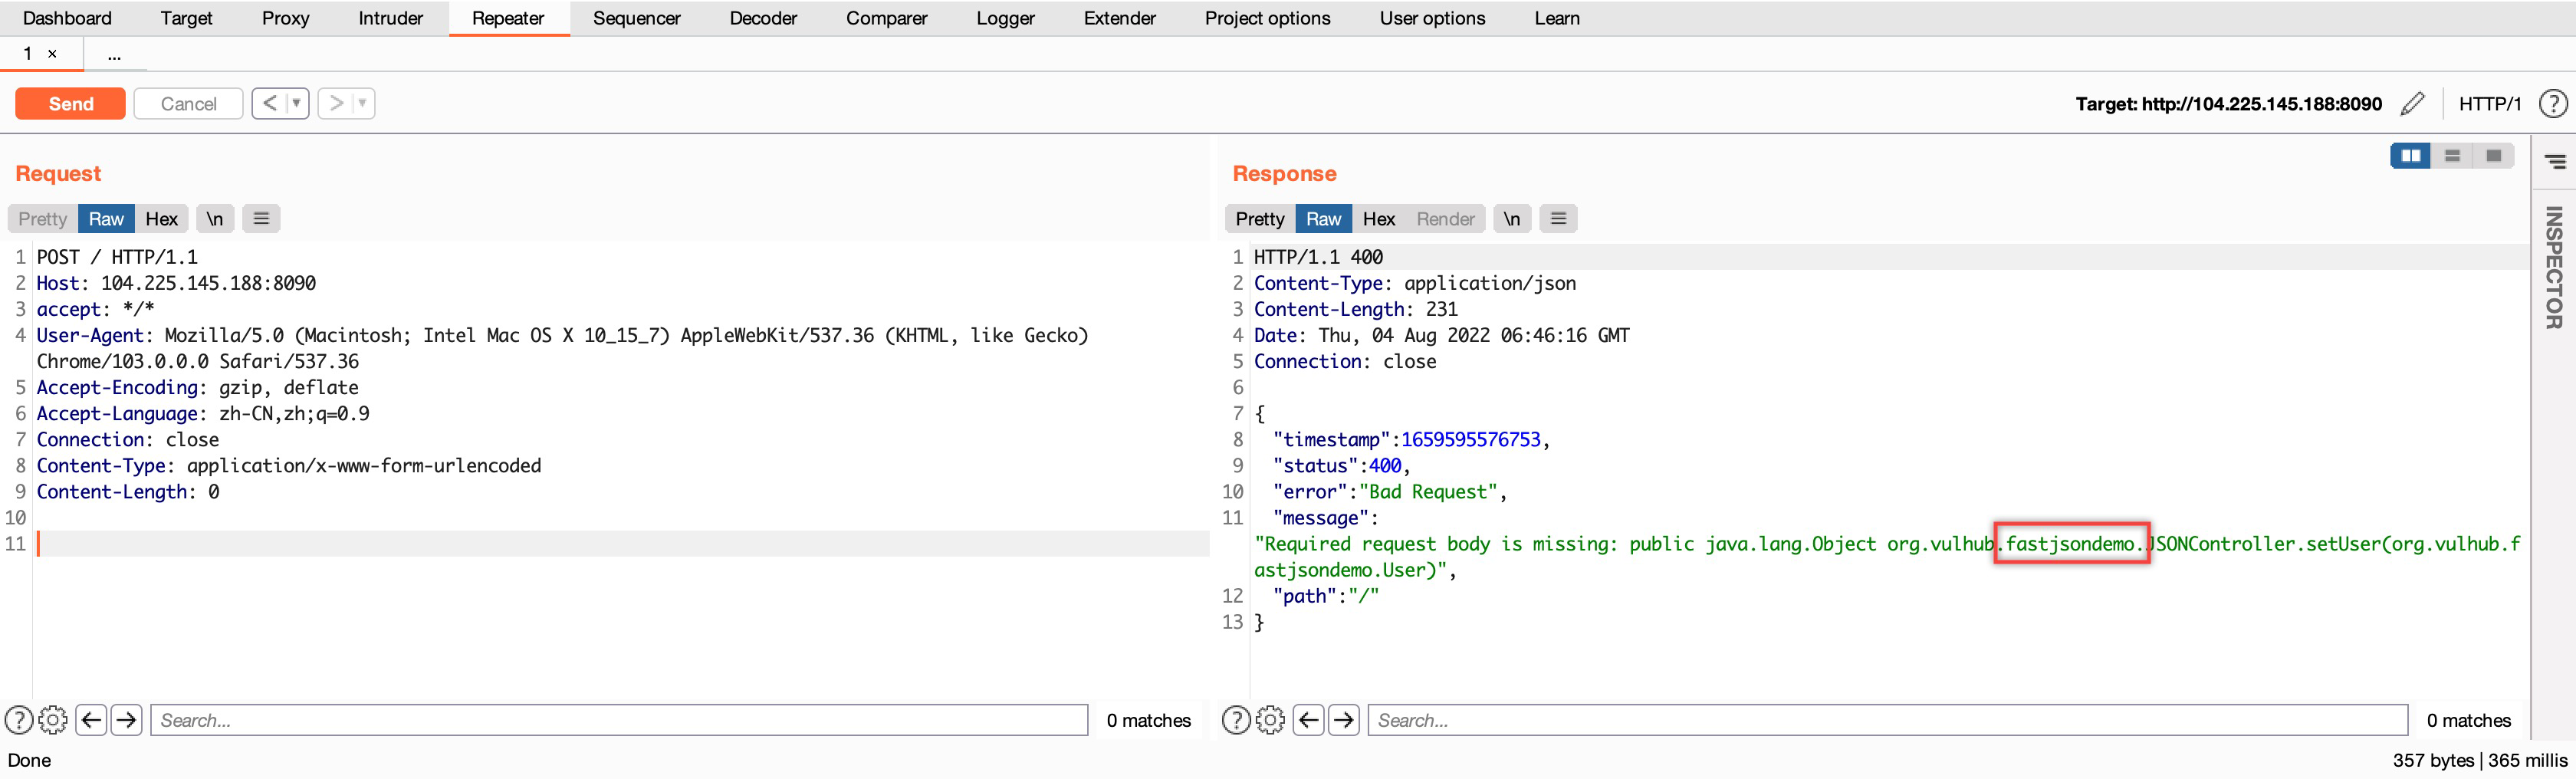 Dashboard Target Proxy Intruder Repeater Sequencer Decoder Comparer Logger Extender Project options User options Learn
1 × ...
Send Cancel < ▼ > ▼ Target: http://104.225.145.188:8090 HTTP/1 ?
Request
Pretty Raw Hex \n ≡
1 POST / HTTP/1.1
2 Host: 104.225.145.188:8090
3 accept: */*
4 User-Agent: Mozilla/5.0 (Macintosh; Intel Mac OS X 10_15_7) AppleWebKit/537.36 (KHTML, like Gecko)
Chrome/103.0.0.0 Safari/537.36
5 Accept-Encoding: gzip, deflate
6 Accept-Language: zh-CN,zh;q=0.9
7 Connection: close
8 Content-Type: application/x-www-form-urlencoded
9 Content-Length: 0
10
11
? Search... 0 matches
Response
Pretty Raw Hex Render \n ≡
1 HTTP/1.1 400
2 Content-Type: application/json
3 Content-Length: 231
4 Date: Thu, 04 Aug 2022 06:46:16 GMT
5 Connection: close
6
7 {
8 "timestamp":1659595576753,
9 "status":400,
10 "error":"Bad Request",
11 "message":
"Required request body is missing: public java.lang.Object org.vulhub.fastjsondemo.JSONController.setUser(org.vulhub.f
astjsondemo.User)",
12 "path":"/"
13 }
? Search... 0 matches
INSPECTOR
Done 357 bytes | 365 millis